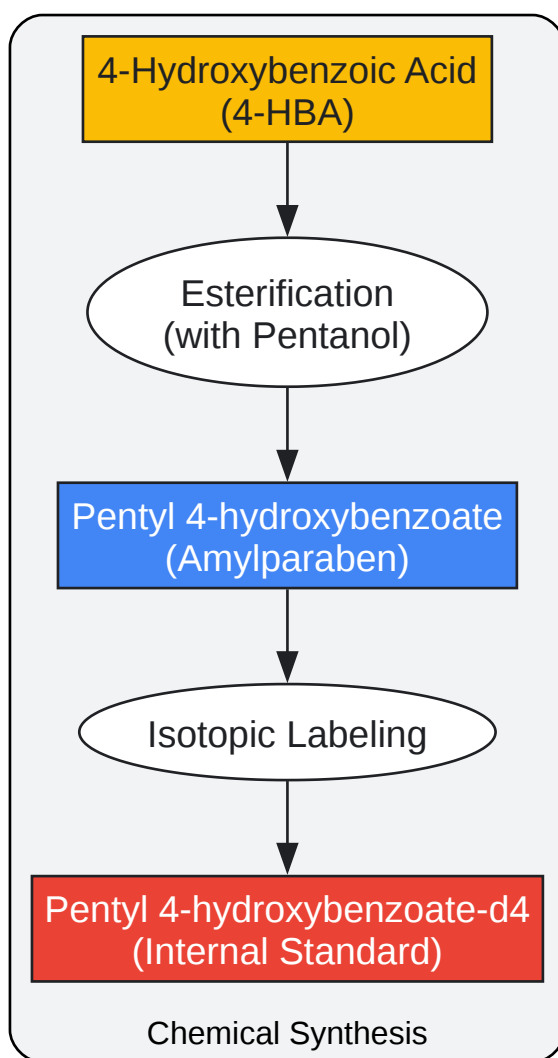 4-Hydroxybenzoic Acid
(4-HBA)
Esterification
(with Pentanol)
Pentyl 4-hydroxybenzoate
(Amylparaben)
Isotopic Labeling
Pentyl 4-hydroxybenzoate-d4
(Internal Standard)
Chemical Synthesis